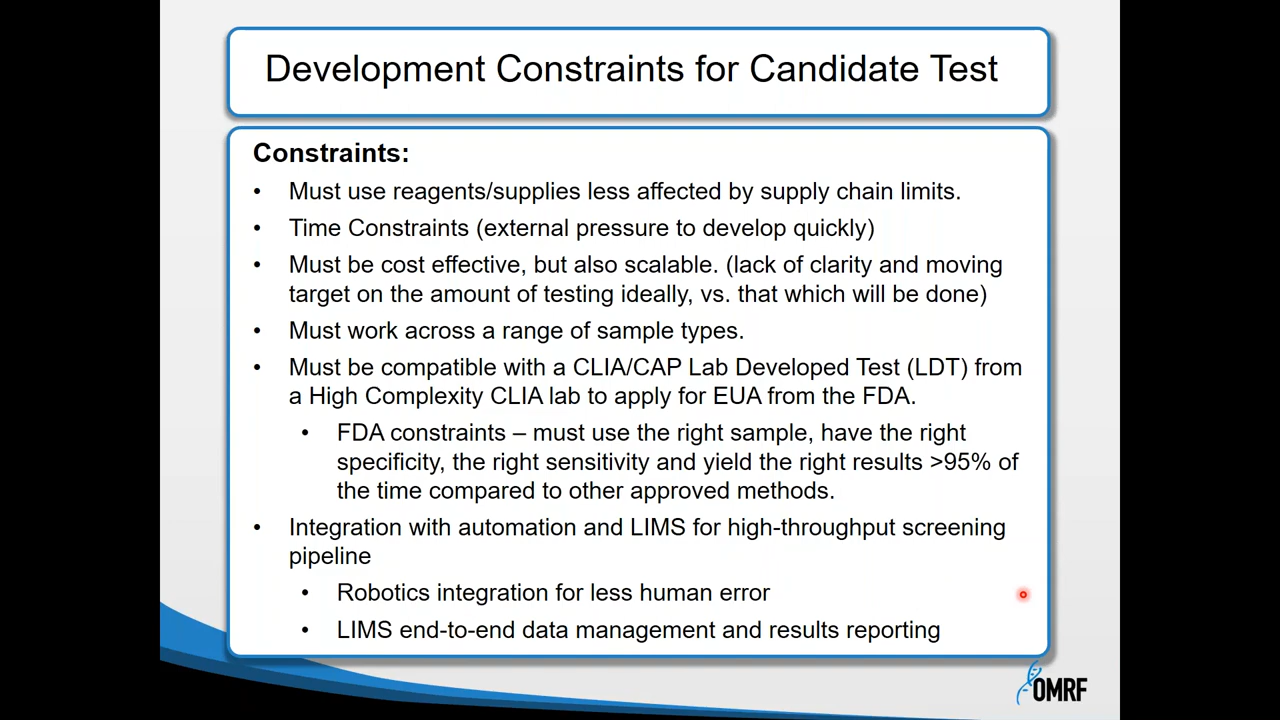 Development Constraints for Candidate Test
Constraints:
• Must use reagents/supplies less affected by supply chain limits.
• Time Constraints (external pressure to develop quickly)
• Must be cost effective, but also scalable. (lack of clarity and moving
target on the amount of testing ideally, vs. that which will be done)
• Must work across a range of sample types.
• Must be compatible with a CLIA/CAP Lab Developed Test (LDT) from
a High Complexity CLIA lab to apply for EUA from the FDA.
• FDA constraints – must use the right sample, have the right
specificity, the right sensitivity and yield the right results >95% of
the time compared to other approved methods.
• Integration with automation and LIMS for high-throughput screening
pipeline
• Robotics integration for less human error
• LIMS end-to-end data management and results reporting
OMRF